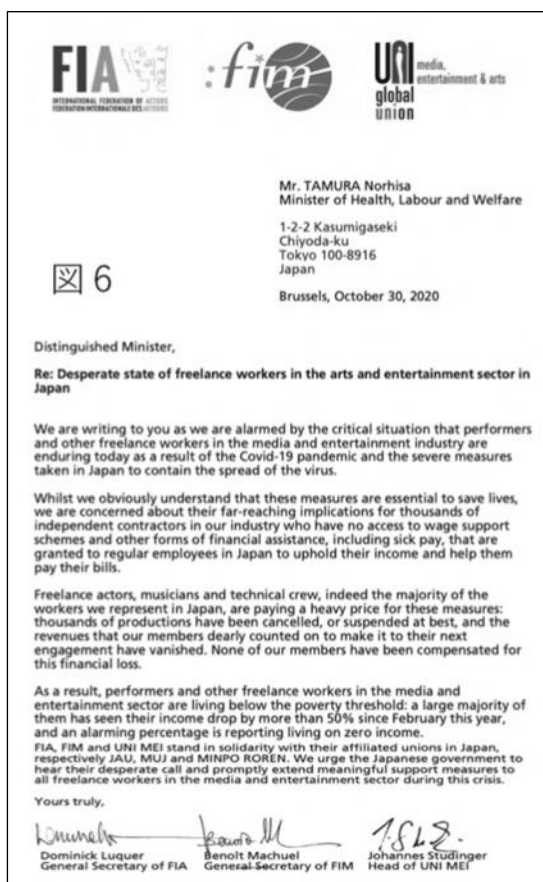 FIA
INTERNATIONAL FEDERATION OF ACTORS
FEDERATION INTERNATIONALE DES ACTEURS
:fim
UNI
global
union
media,
entertainment & arts
Mr. TAMURA Norhisa
Minister of Health, Labour and Welfare
1-2-2 Kasumigaseki
Chiyoda-ku
Tokyo 100-8916
Japan
図 6
Brussels, October 30, 2020
Distinguished Minister,
Re: Desperate state of freelance workers in the arts and entertainment sector in
Japan
We are writing to you as we are alarmed by the critical situation that performers
and other freelance workers in the media and entertainment industry are
enduring today as a result of the Covid-19 pandemic and the severe measures
taken in Japan to contain the spread of the virus.
Whilst we obviously understand that these measures are essential to save lives,
we are concerned about their far-reaching implications for thousands of
independent contractors in our industry who have no access to wage support
schemes and other forms of financial assistance, including sick pay, that are
granted to regular employees in Japan to uphold their income and help them
pay their bills.
Freelance actors, musicians and technical crew, indeed the majority of the
workers we represent in Japan, are paying a heavy price for these measures:
thousands of productions have been cancelled, or suspended at best, and the
revenues that our members dearly counted on to make it to their next
engagement have vanished. None of our members have been compensated for
this financial loss.
As a result, performers and other freelance workers in the media and
entertainment sector are living below the poverty threshold: a large majority of
them has seen their income drop by more than 50% since February this year,
and an alarming percentage is reporting living on zero income.
FIA, FIM and UNI MEI stand in solidarity with their affiliated unions in Japan,
respectively JAU, MUJ and MINPO ROREN. We urge the Japanese government to
hear their desperate call and promptly extend meaningful support measures to
all freelance workers in the media and entertainment sector during this crisis.
Yours truly,
Dominick Luquer
General Secretary of FIA
Benoît Machuel
General Secretary of FIM
Johannes Studinger
Head of UNI MEI